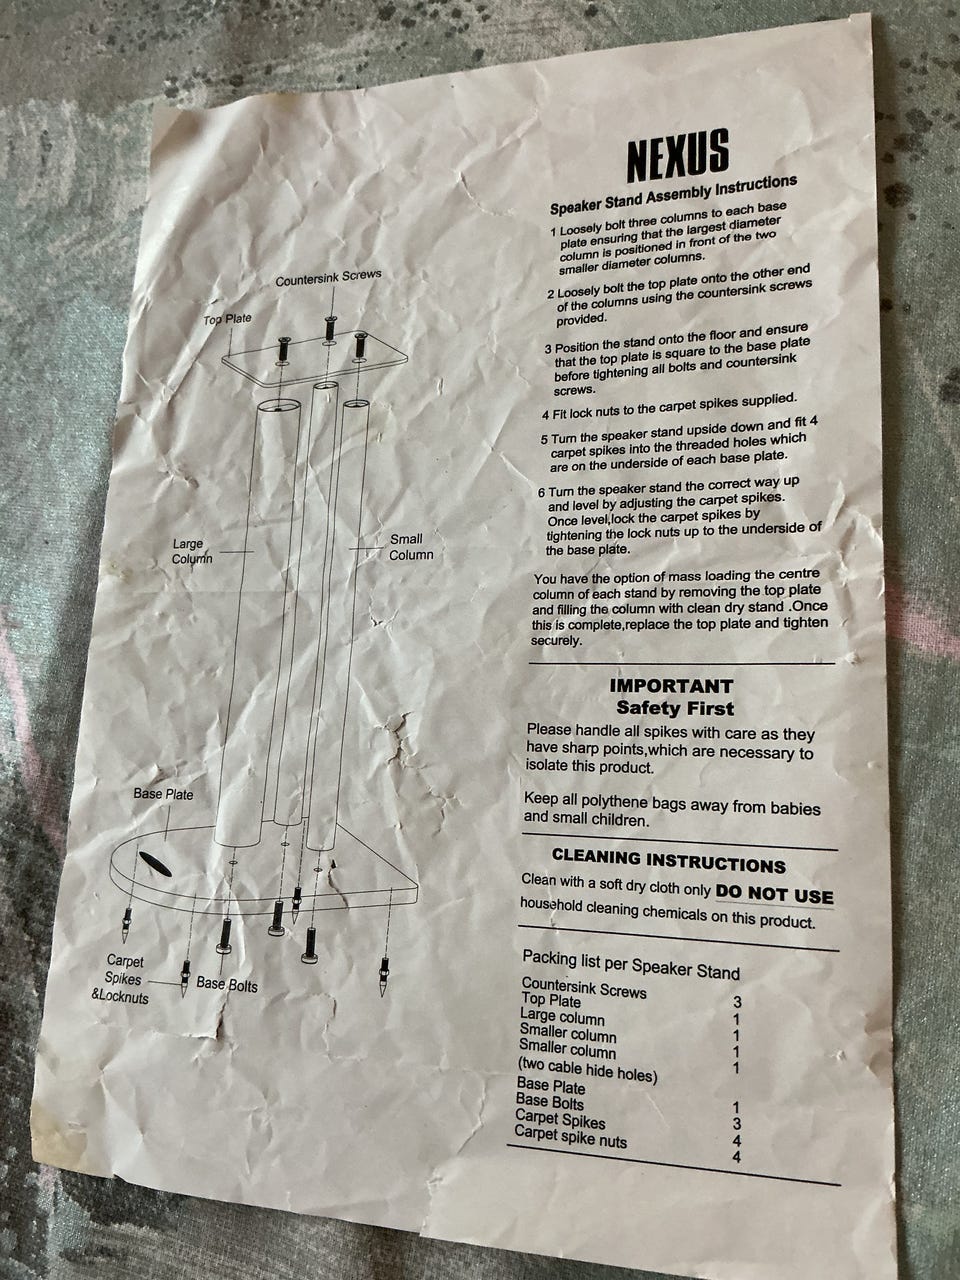 NEXUS
Speaker Stand Assembly Instructions
1 Loosely bolt three columns to each base
plate ensuring that the largest diameter
column is positioned in front of the two
smaller diameter columns.
2 Loosely bolt the top plate onto the other end
of the columns using the countersink screws
provided.
3 Position the stand onto the floor and ensure
that the top plate is square to the base plate
before tightening all bolts and countersink
screws.
4 Fit lock nuts to the carpet spikes supplied.
5 Turn the speaker stand upside down and fit 4
carpet spikes into the threaded holes which
are on the underside of each base plate.
6 Turn the speaker stand the correct way up
and level by adjusting the carpet spikes.
Once level,lock the carpet spikes by
tightening the lock nuts up to the underside of
the base plate.
You have the option of mass loading the centre
column of each stand by removing the top plate
and filling the column with clean dry stand .Once
this is complete,replace the top plate and tighten
securely.
IMPORTANT
Safety First
Please handle all spikes with care as they
have sharp points,which are necessary to
isolate this product.
Keep all polythene bags away from babies
and small children.
CLEANING INSTRUCTIONS
Clean with a soft dry cloth only DO NOT USE
household cleaning chemicals on this product.
Packing list per Speaker Stand
Countersink Screws 3
Top Plate 1
Large column 1
Smaller column 1
Smaller column 1
(two cable hide holes)
Base Plate 1
Base Bolts 3
Carpet Spikes 4
Carpet spike nuts 4
Countersink Screws
Top Plate
Large
Column
Small
Column
Base Plate
Carpet
Spikes
&Locknuts
Base Bolts